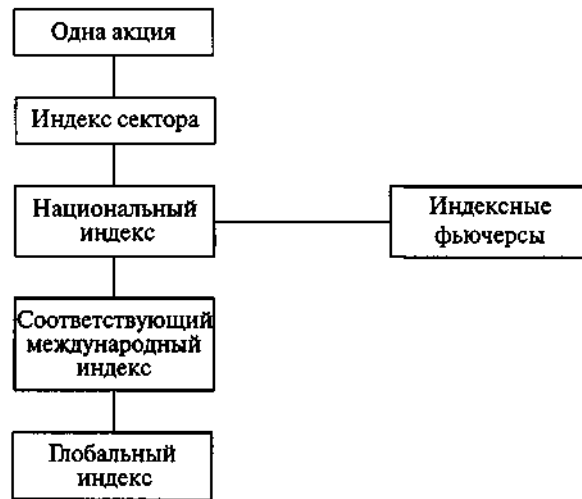 Одна акция
Индекс сектора
Национальный
индекс
Индексные
фьючерсы
Соответствующий
международный
индекс
Глобальный
индекс